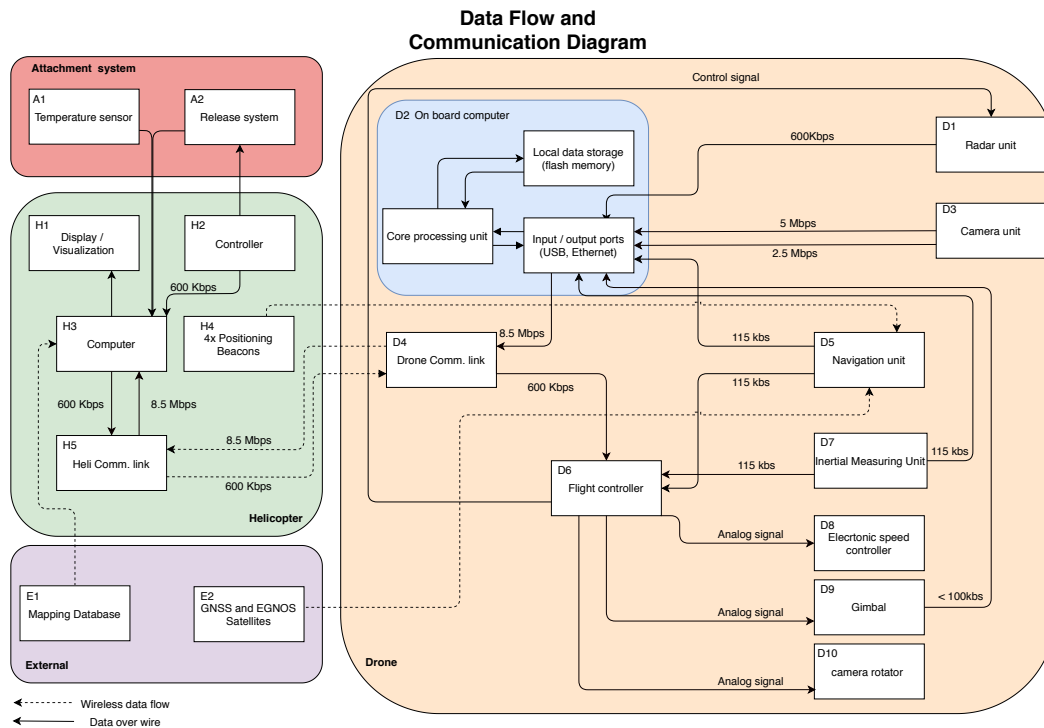 Data Flow and
Communication Diagram
Attachment system
A1
Temperature sensor
A2
Release system
H1
Display /
Visualization
H2
Controller
600 Kbps
H3
Computer
H4
4x Positioning
Beacons
600 Kbps
8.5 Mbps
H5
Heli Comm. link
8.5 Mbps
600 Kbps
Helicopter
E1
Mapping Database
E2
GNSS and EGNOS
Satellites
External
Wireless data flow
Data over wire
Control signal
D2 On board computer
Local data storage
(flash memory)
Core processing unit
Input / output ports
(USB, Ethernet)
600Kbps
D1
Radar unit
5 Mbps
D3
Camera unit
2.5 Mbps
8.5 Mbps
D4
Drone Comm. link
600 Kbps
115 kbs
D5
Navigation unit
115 kbs
D7
Inertial Measuring Unit
115 kbs
115 kbs
D6
Flight controller
Analog signal
D8
Elecrtonic speed
controller
Analog signal
D9
Gimbal
< 100kbs
Analog signal
D10
camera rotator
Drone